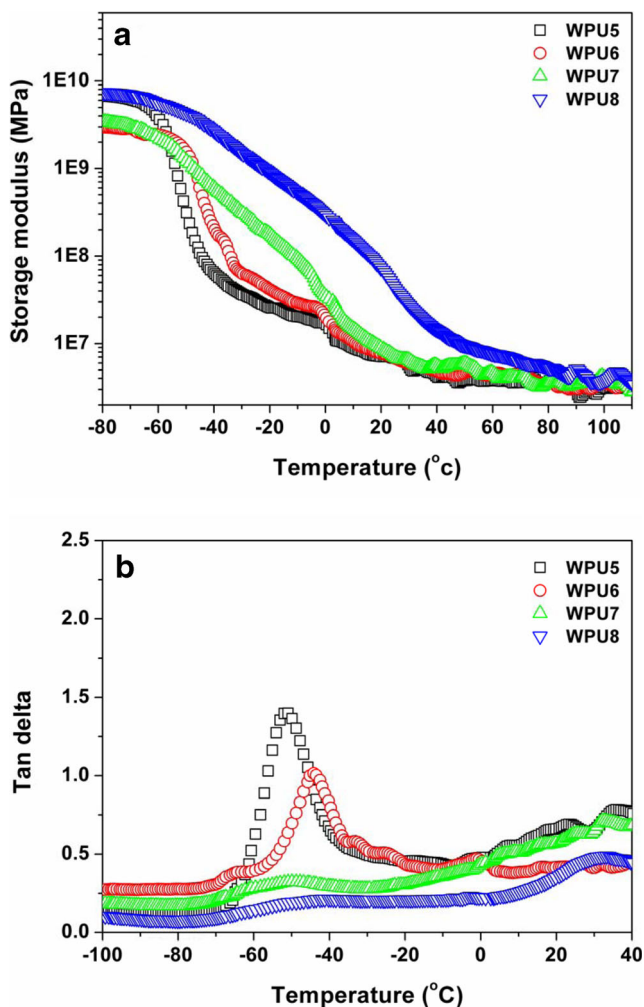 a
WPU5
WPU6
WPU7
WPU8
1E10
1E9
1E8
1E7
Storage modulus (MPa)
-80 -60 -40 -20 0 20 40 60 80 100
Temperature (°c)
b
WPU5
WPU6
WPU7
WPU8
2.5
2.0
1.5
1.0
0.5
0.0
Tan delta
-100 -80 -60 -40 -20 0 20 40
Temperature (°C)